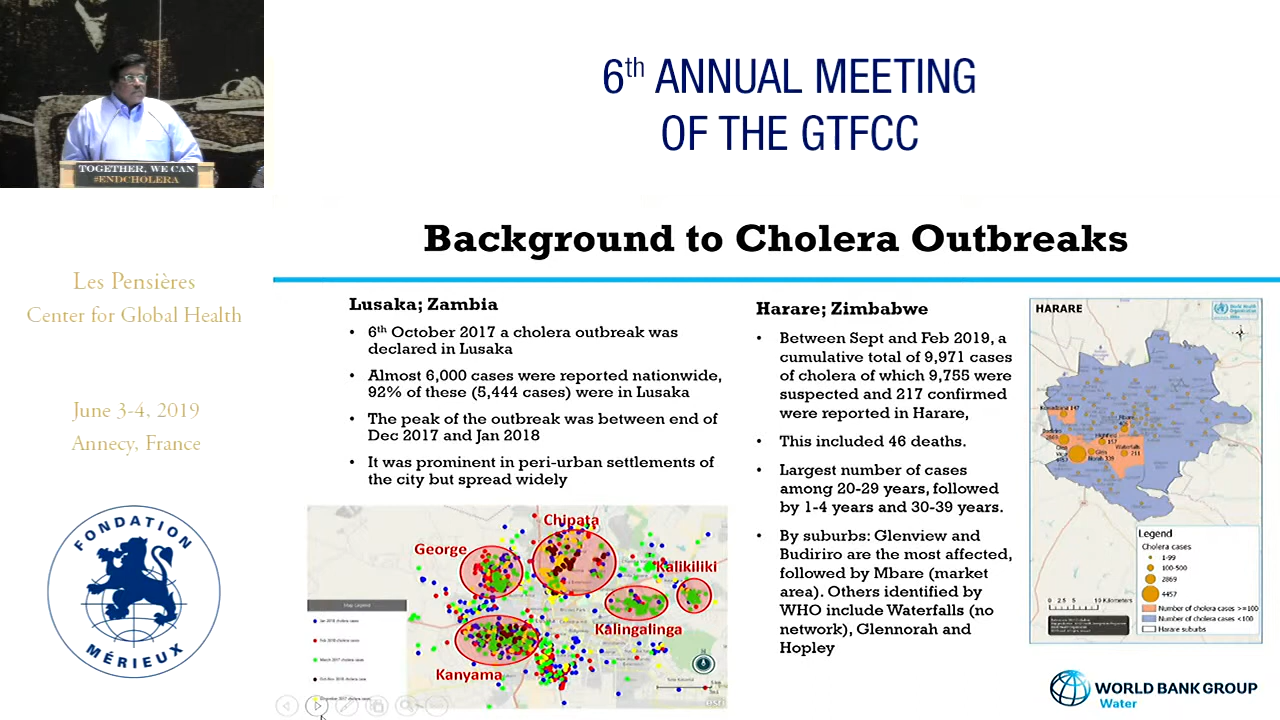 6th ANNUAL MEETING
OF THE GTFCC
TOGETHER, WE CAN
#ENDCHOLERA
Les Pensières
Center for Global Health
June 3-4, 2019
Annecy, France
FONDATION
MÉRIEUX
Background to Cholera Outbreaks
Lusaka; Zambia
• 6th October 2017 a cholera outbreak was
declared in Lusaka
• Almost 6,000 cases were reported nationwide,
92% of these (5,444 cases) were in Lusaka
• The peak of the outbreak was between end of
Dec 2017 and Jan 2018
• It was prominent in peri-urban settlements of
the city but spread widely
Chipata
George
Kalikiliki
Kalingalinga
Kanyama
Map Legend
esri
Harare; Zimbabwe
• Between Sept and Feb 2019, a
cumulative total of 9,971 cases
of cholera of which 9,755 were
suspected and 217 confirmed
were reported in Harare,
• This included 46 deaths.
• Largest number of cases
among 20-29 years, followed
by 1-4 years and 30-39 years.
• By suburbs: Glenview and
Budiriro are the most affected,
followed by Mbare (market
area). Others identified by
WHO include Waterfalls (no
network), Glennorah and
Hopley
HARARE
Legend
Cholera cases
1-99
100-500
2869
4457
Number of cholera cases >=100
Number of cholera cases <100
Harare suburbs
0 2.5 5 10 Kilometers
WORLD BANK GROUP
Water